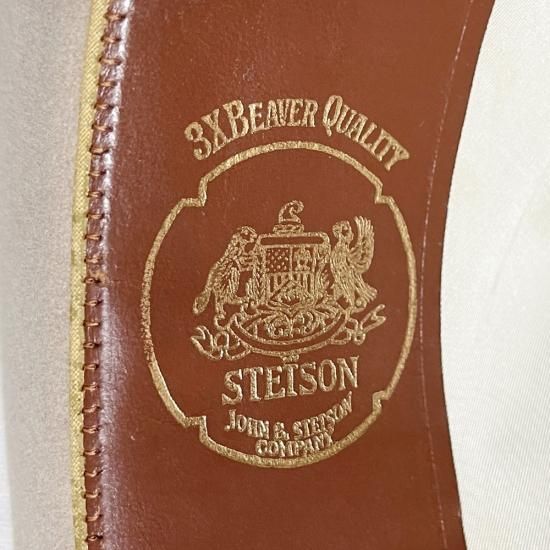 3X BEAVER QUALITY
STETSON
JOHN B. STETSON
COMPANY